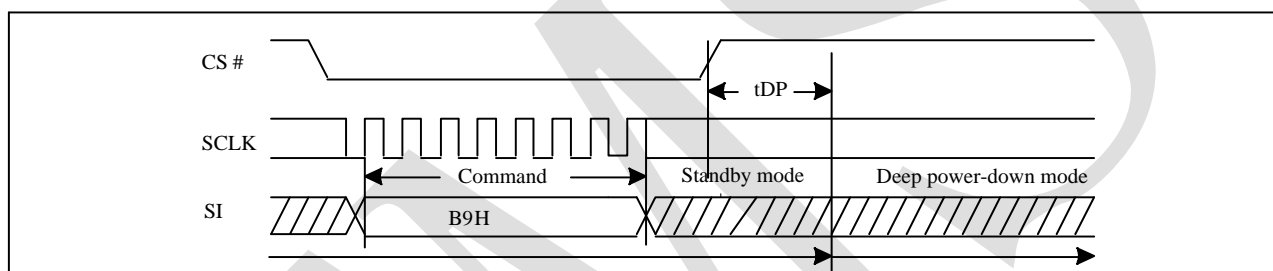 CS #
tDP
SCLK
Command
Standby mode
Deep power-down mode
SI
B9H